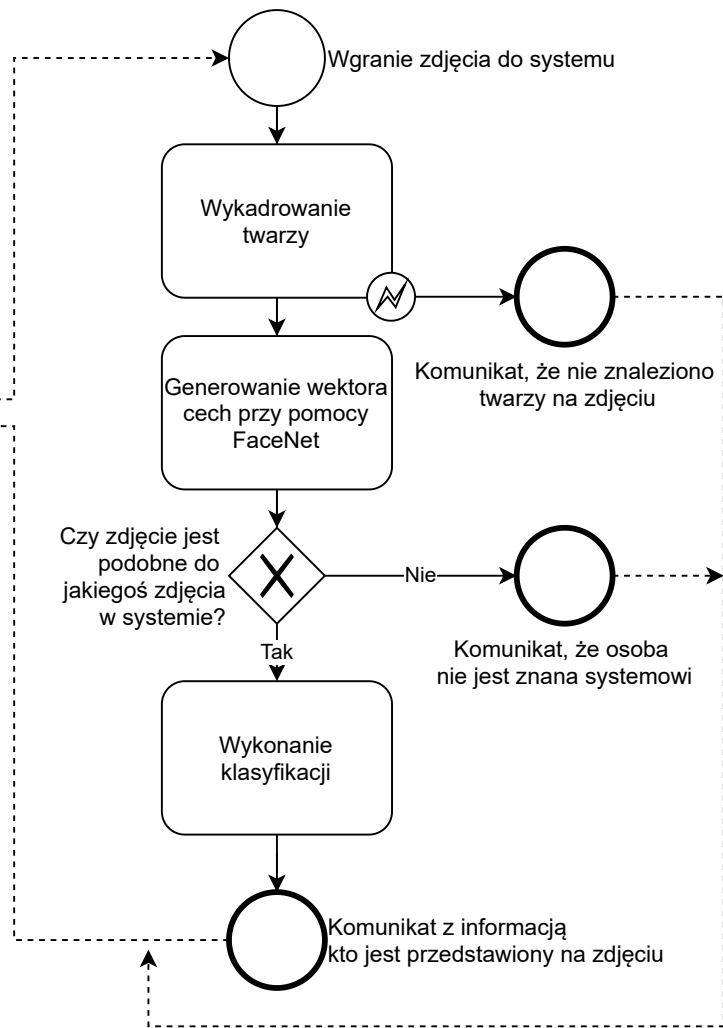 Wgranie zdjęcia do systemu
Wykadrowanie
twarzy
Komunikat, że nie znaleziono
twarzy na zdjęciu
Generowanie wektora
cech przy pomocy
FaceNet
Czy zdjęcie jest
podobne do
jakiegoś zdjęcia
w systemie?
Nie
Komunikat, że osoba
nie jest znana systemowi
Tak
Wykonanie
klasyfikacji
Komunikat z informacją
kto jest przedstawiony na zdjęciu